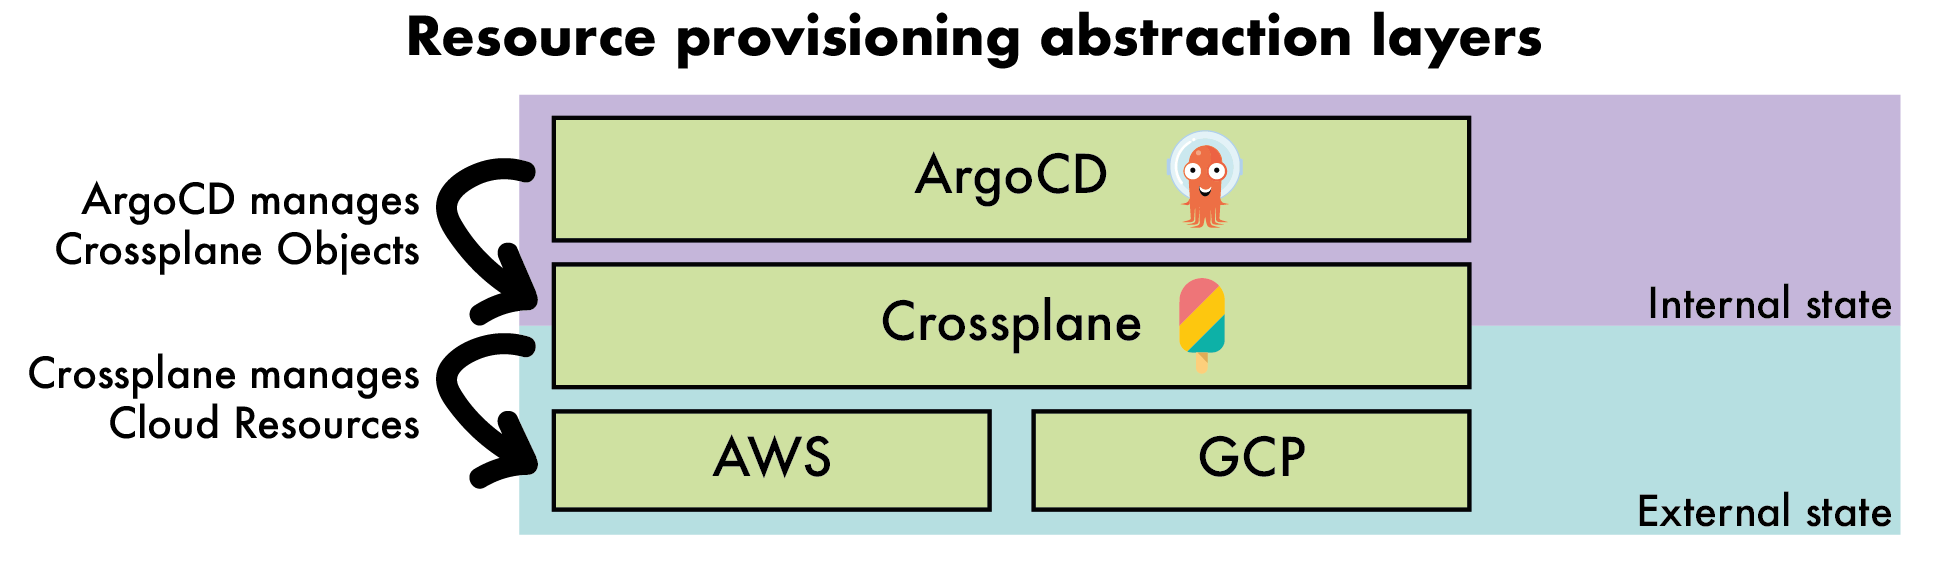 Resource provisioning abstraction layers
ArgoCD
ArgoCD manages
Crossplane Objects
Crossplane
Internal state
Crossplane manages
Cloud Resources
AWS
GCP
External state